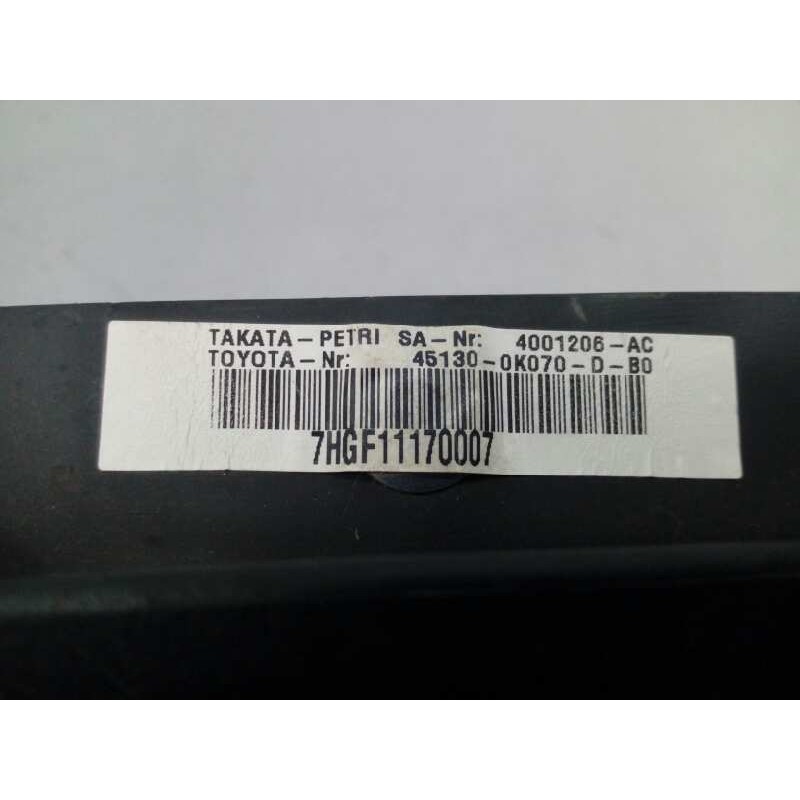 TAKATA-PETRI SA-Nr: 4001206-AC
TOYOTA-Nr: 45130-0K070-D-B0
7HGF11170007